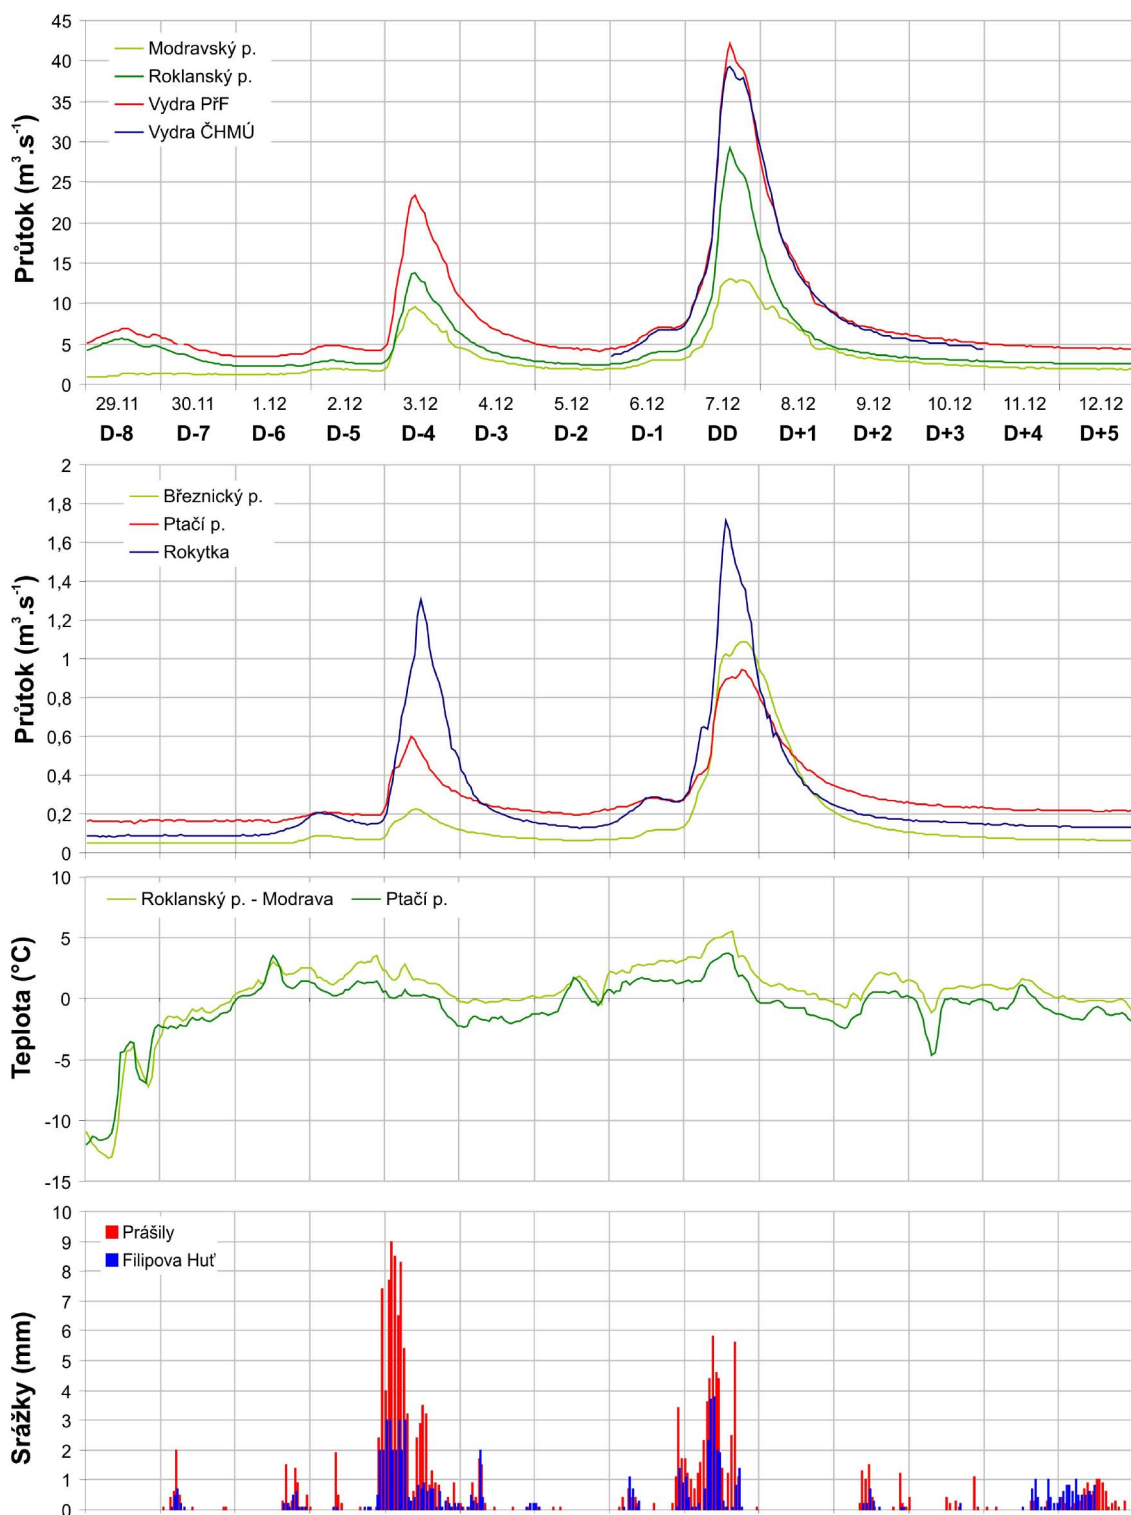 45
40
35
30
25
20
15
10
5
0
Průtok (m³.s⁻¹)
Modravský p.
Roklanský p.
Vydra PřF
Vydra ČHMÚ
29.11 30.11 1.12 2.12 3.12 4.12 5.12 6.12 7.12 8.12 9.12 10.12 11.12 12.12
D-8 D-7 D-6 D-5 D-4 D-3 D-2 D-1 DD D+1 D+2 D+3 D+4 D+5
2
1,8
1,6
1,4
1,2
1
0,8
0,6
0,4
0,2
0
Průtok (m³.s⁻¹)
Březnický p.
Ptačí p.
Rokytka
10
5
0
-5
-10
-15
Teplota (°C)
Roklanský p. - Modrava Ptačí p.
10
9
8
7
6
5
4
3
2
1
0
Srážky (mm)
Prášily
Filipova Huť